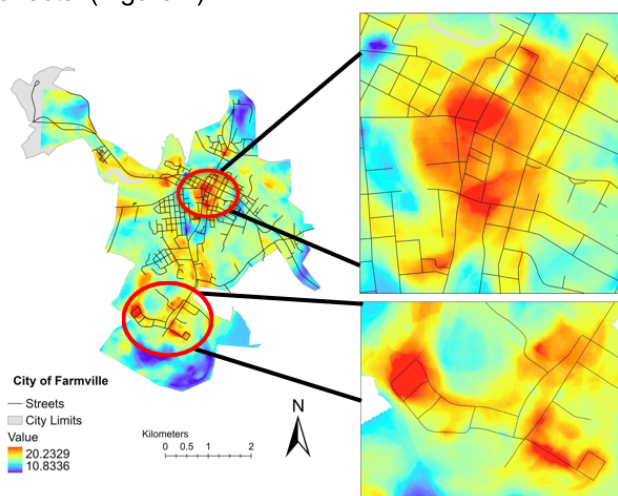 City of Farmville
Streets
City Limits
Value
20.2329
10.8336
Kilometers
0 0.5 1 2
N